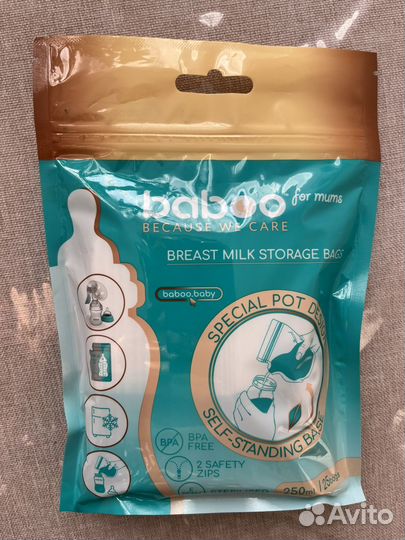 baboo for mums
BECAUSE WE CARE
BREAST MILK STORAGE BAGS
baboo.baby
SPECIAL POT DESIGN
SELF-STANDING BASE
BPA
BPA
FREE
2 SAFETY
ZIPS
250ml
Avito